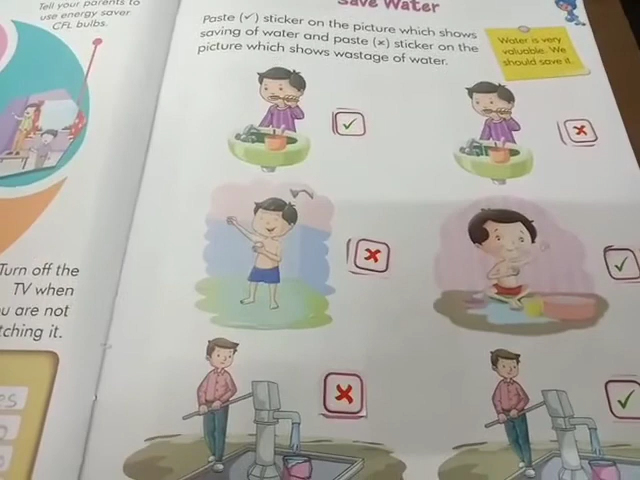 Tell your parents to
use energy saver
CFL bulbs.
Save Water
Paste (✓) sticker on the picture which shows
saving of water and paste (×) sticker on the
picture which shows wastage of water.
Water is very
valuable. We
should save it.
Turn off the
TV when
you are not